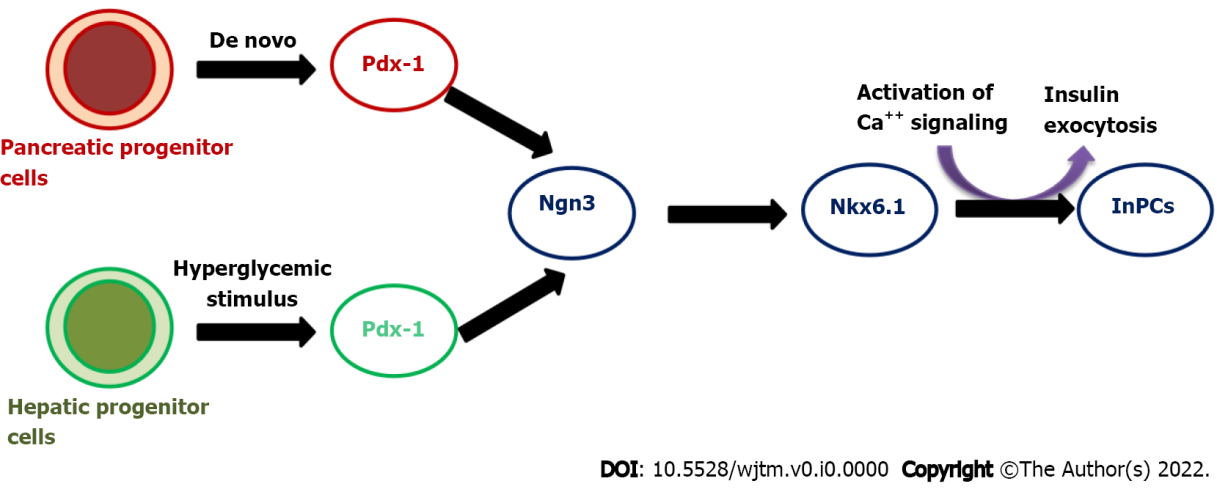 De novo
Pdx-1
Pancreatic progenitor
cells
Hyperglycemic
stimulus
Pdx-1
Hepatic progenitor
cells
Ngn3
Nkx6.1
Activation of
Ca++ signaling
Insulin
exocytosis
InPCs
DOI: 10.5528/wjtm.v0.i0.0000 Copyright ©The Author(s) 2022.